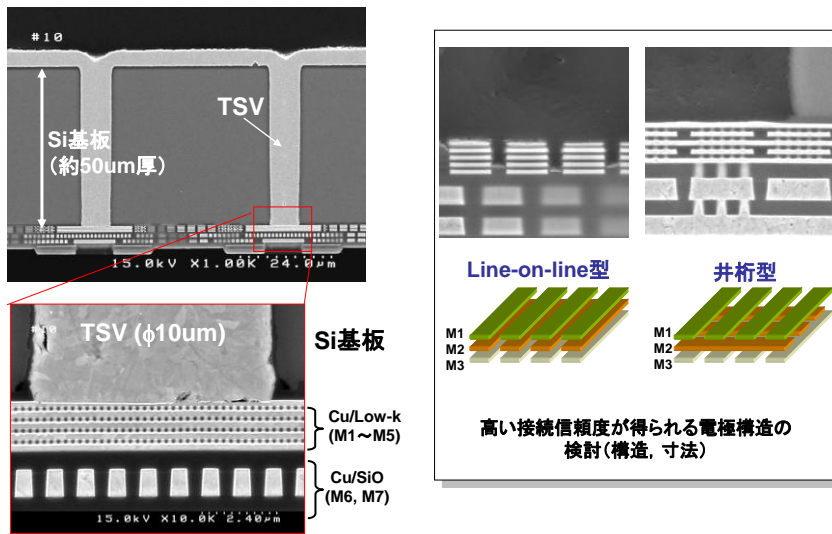 #10
TSV
Si基板
（約50um厚）
15.0kV X1.00K 24.0μm
TSV (ϕ10um)
Si基板
Cu/Low-k
(M1～M5)
Cu/SiO
(M6, M7)
15.0kV X10.0K 2.40μm
Line-on-line型
井桁型
M1
M2
M3
M1
M2
M3
高い接続信頼度が得られる電極構造の
検討（構造, 寸法）